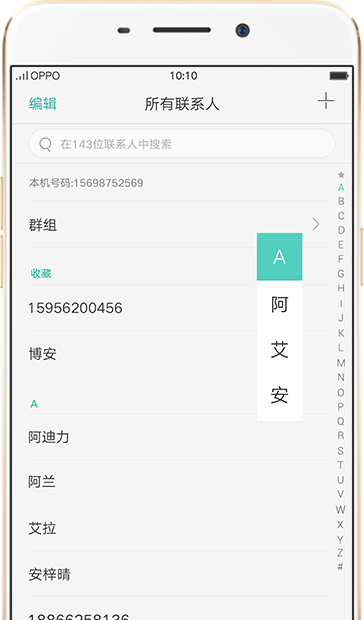 OPPO 10:10
编辑 所有联系人
在143位联系人中搜索
本机号码:15698752569
群组
收藏
15956200456
博安
A
阿迪力
阿兰
艾拉
安梓晴
18866258136
A
阿
艾
安
A
B
C
D
E
F
G
H
I
J
K
L
M
N
O
P
Q
R
S
T
U
V
W
X
Y
Z
#